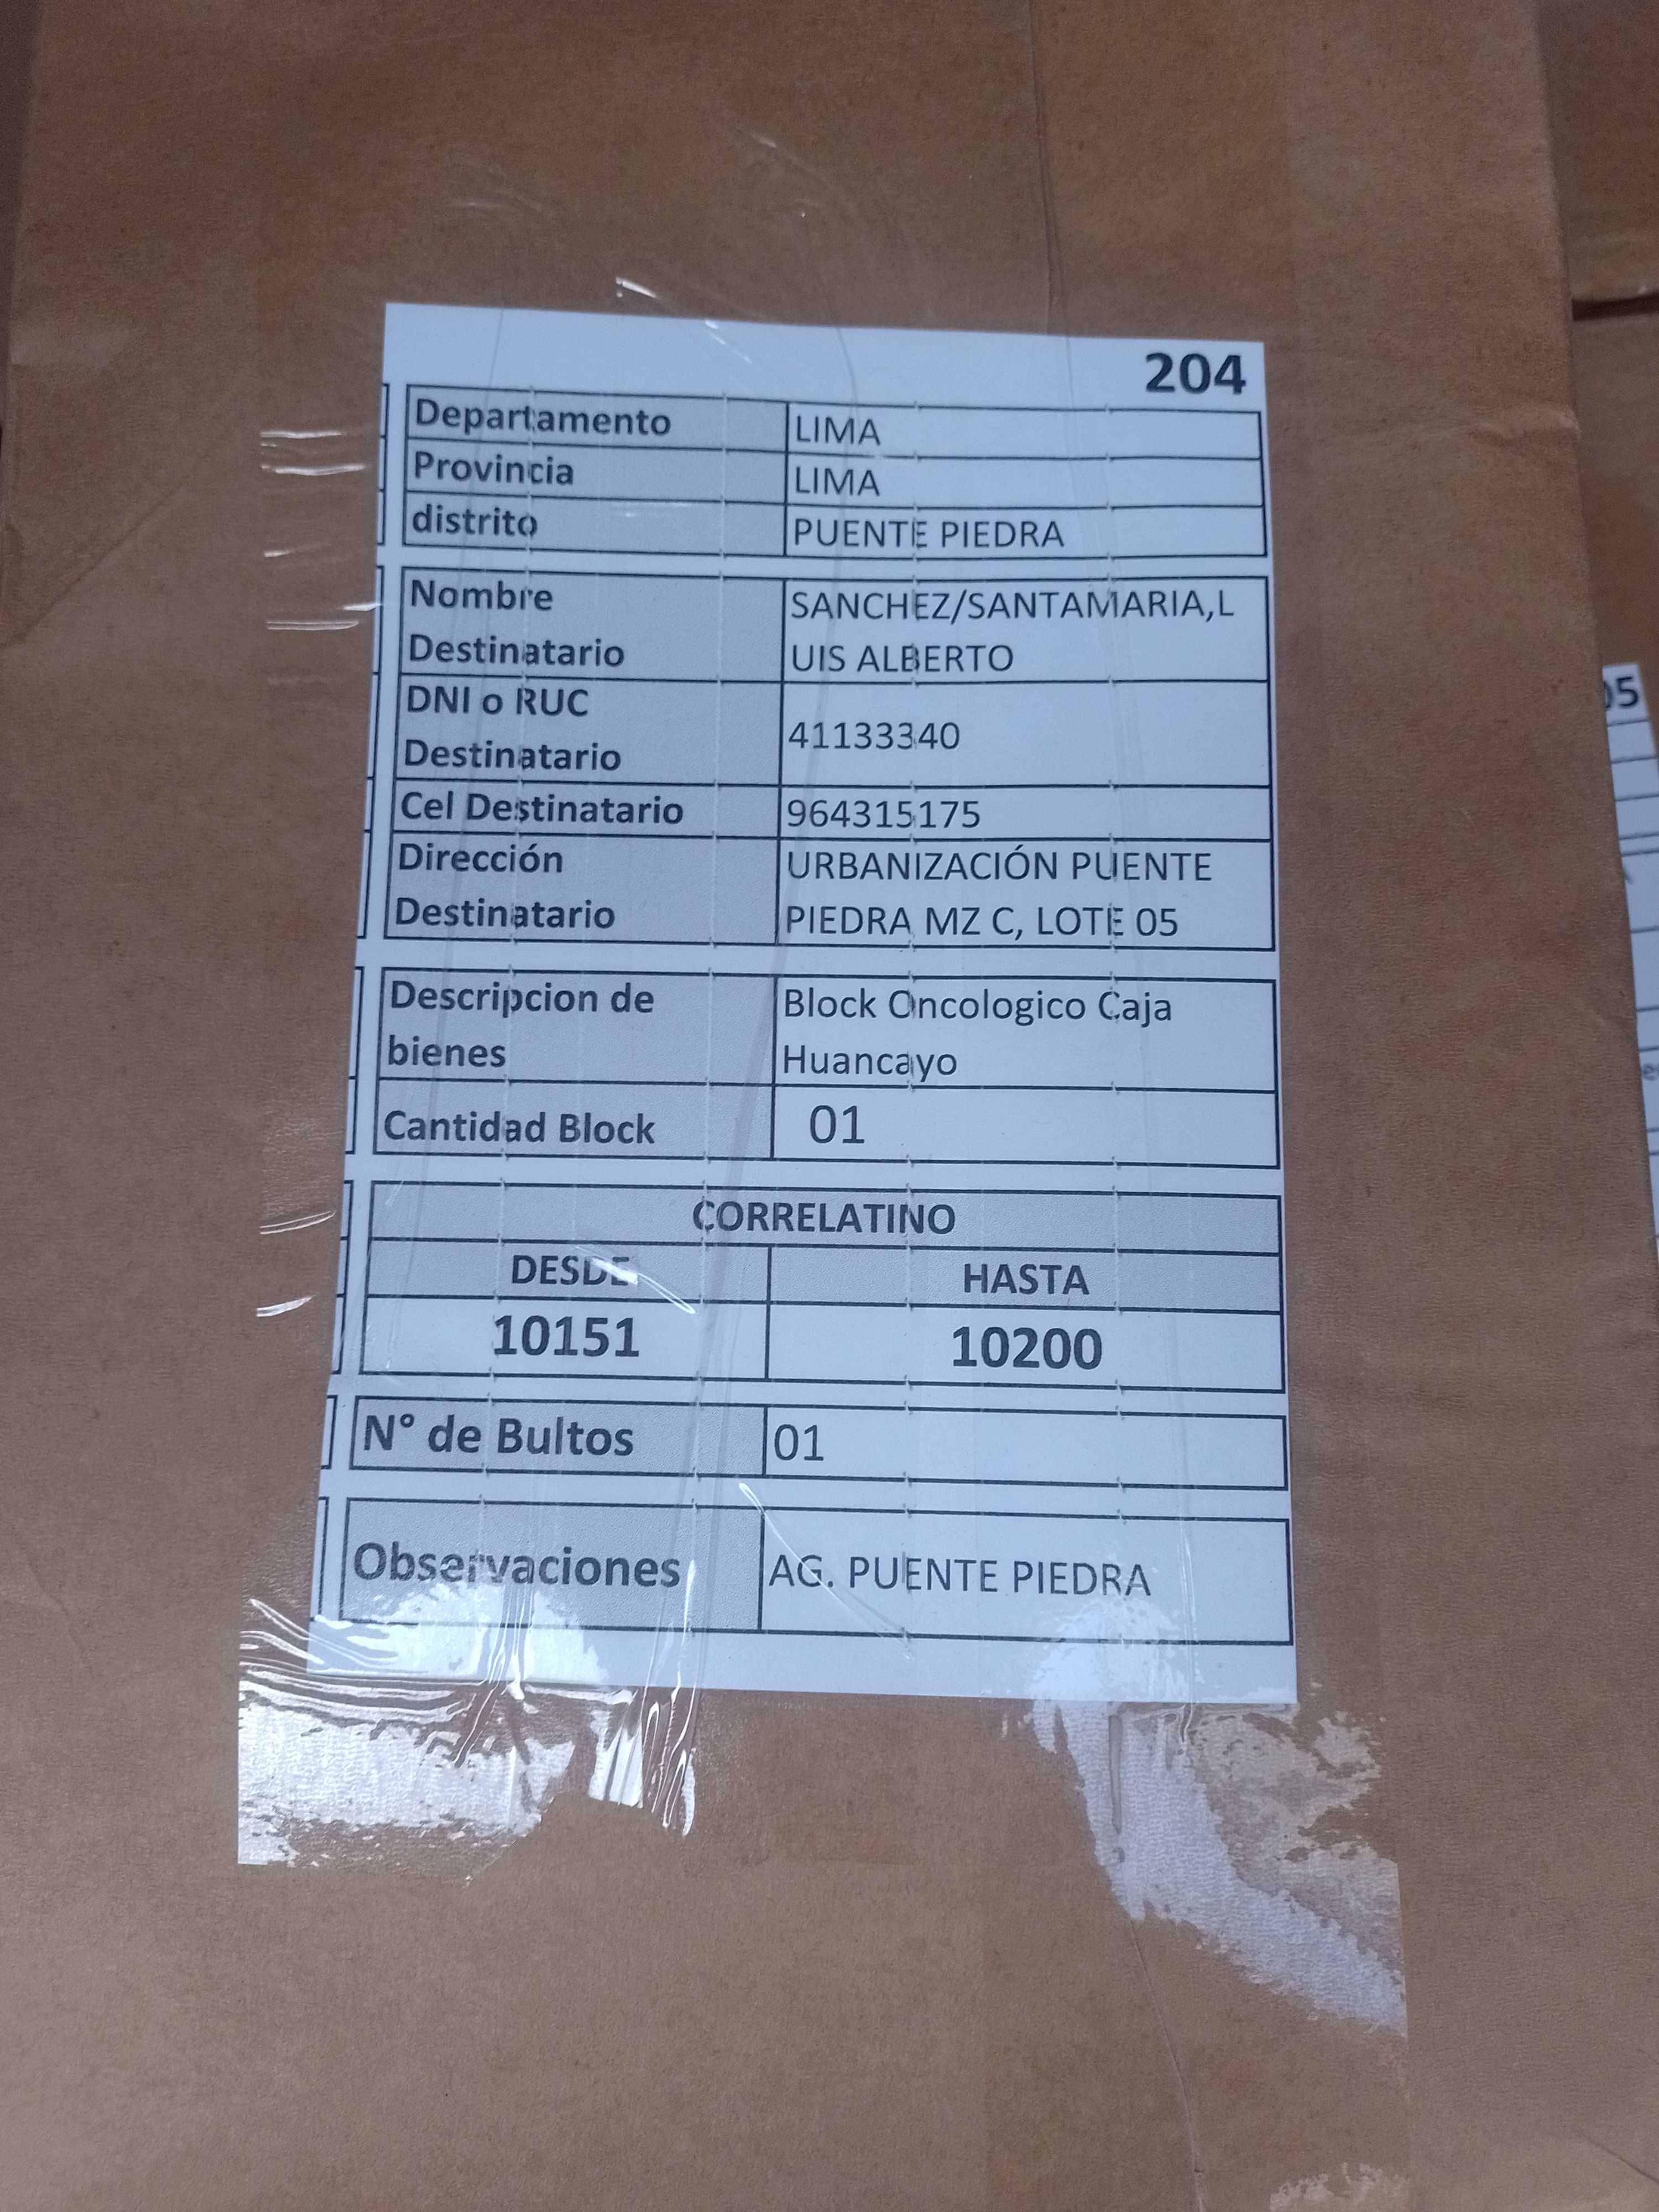 204
Departamento LIMA
Provincia LIMA
distrito PUENTE PIEDRA
Nombre SANCHEZ/SANTAMARIA,L
Destinatario UIS ALBERTO
DNI o RUC
Destinatario 41133340
Cel Destinatario 964315175
Dirección URBANIZACIÓN PUENTE
Destinatario PIEDRA MZ C, LOTE 05
Descripcion de Block Oncologico Caja
bienes Huancayo
Cantidad Block 01
CORRELATINO
DESDE HASTA
10151 10200
N° de Bultos 01
Observaciones AG. PUENTE PIEDRA